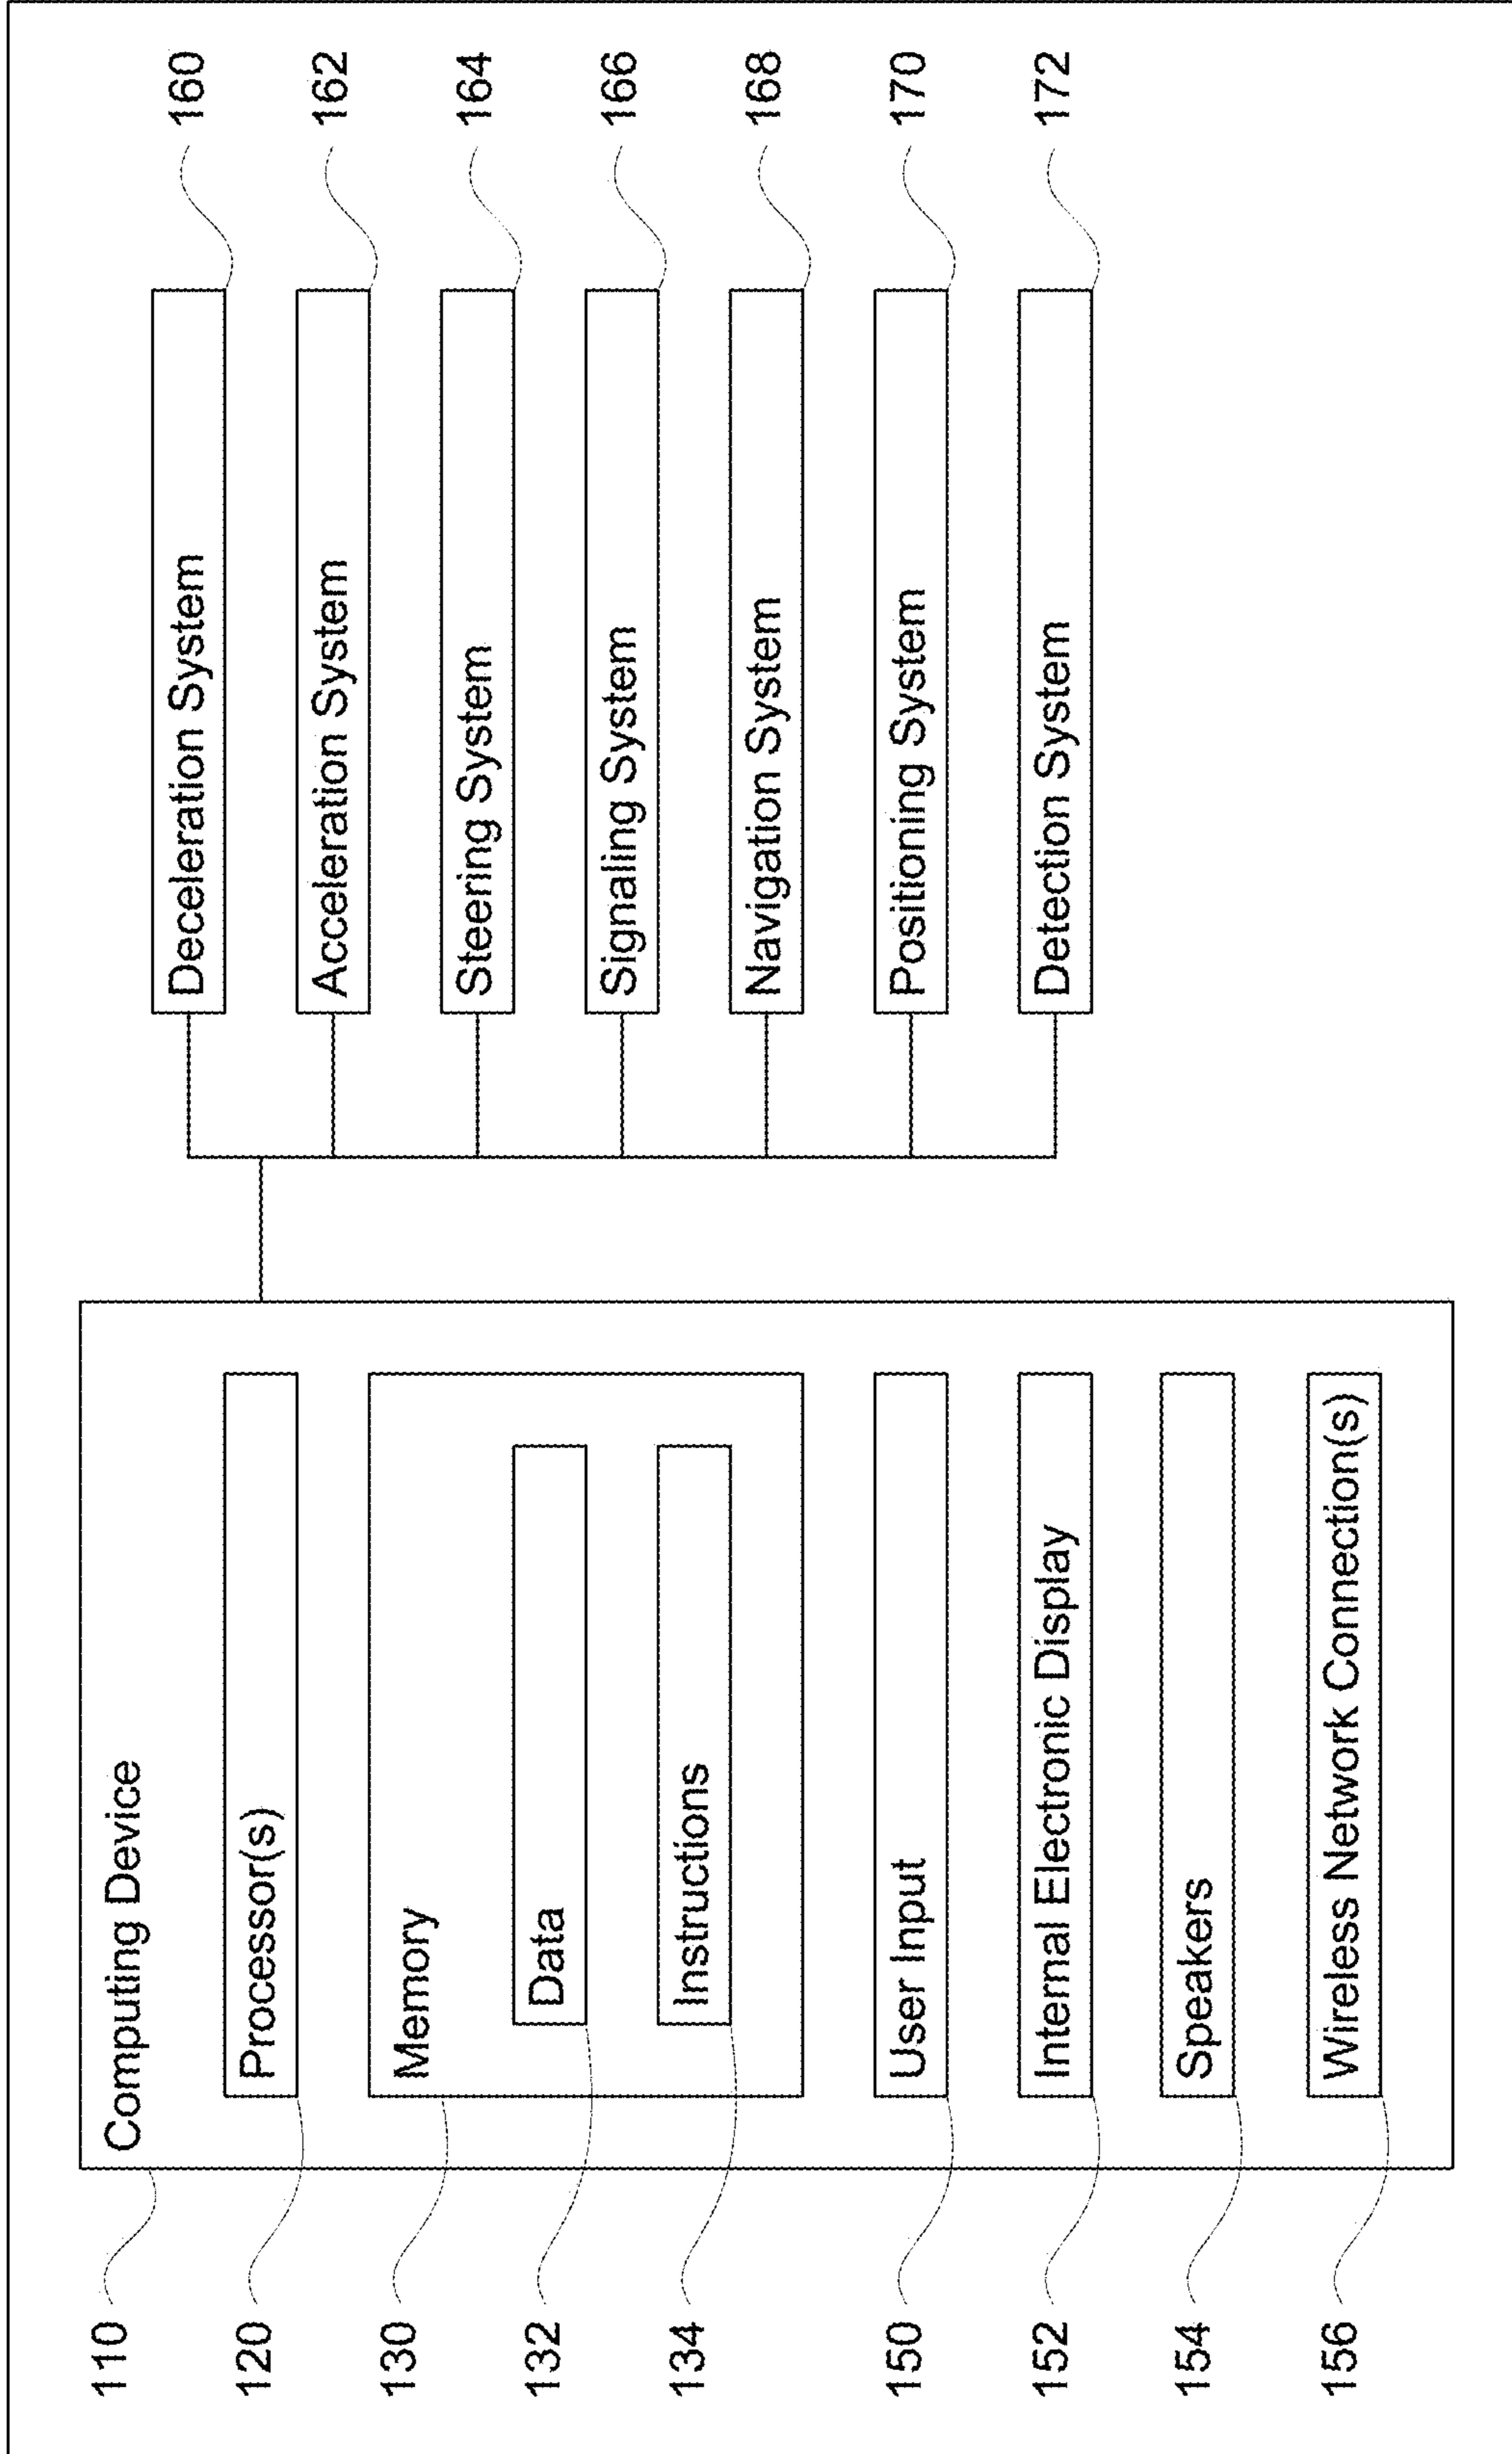 110
Computing Device
120
Processor(s)
130
Memory
132
Data
134
Instructions
150
User Input
152
Internal Electronic Display
154
Speakers
156
Wireless Network Connection(s)
Deceleration System
160
Acceleration System
162
Steering System
164
Signaling System
166
Navigation System
168
Positioning System
170
Detection System
172